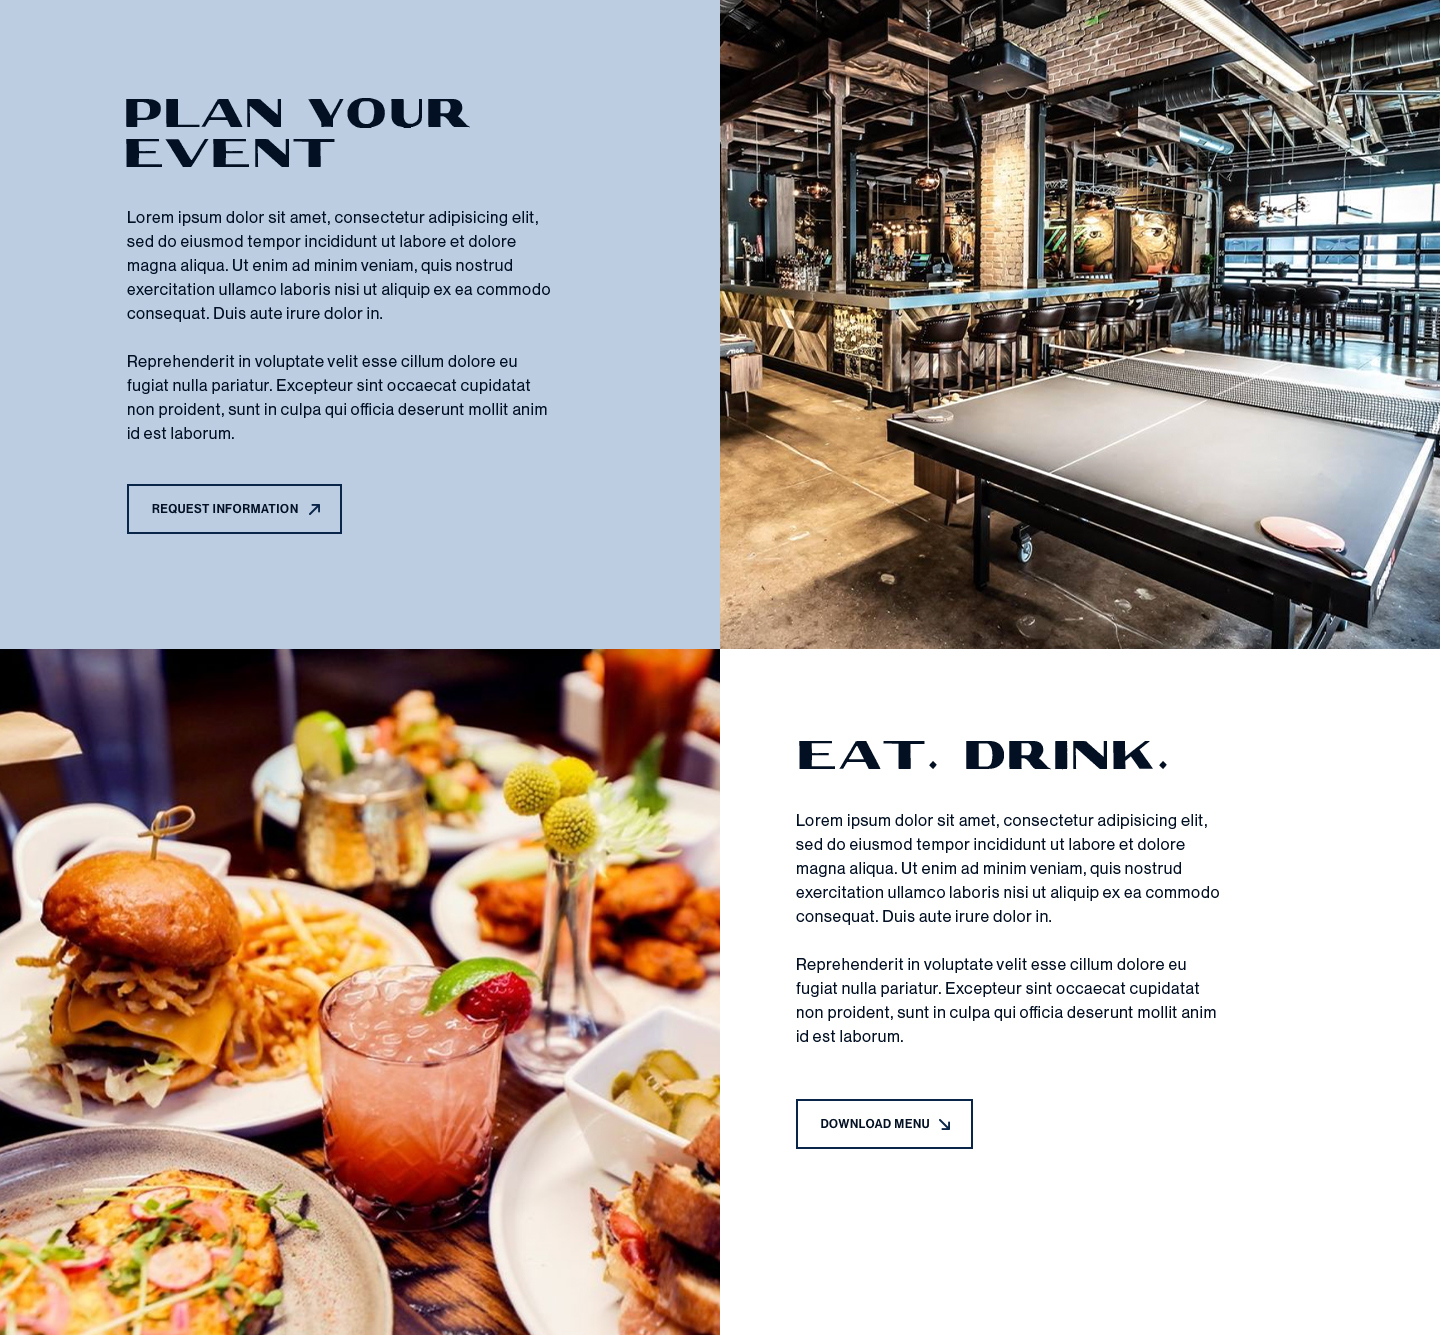 PLAN YOUR
EVENT
Lorem ipsum dolor sit amet, consectetur adipisicing elit,
sed do eiusmod tempor incididunt ut labore et dolore
magna aliqua. Ut enim ad minim veniam, quis nostrud
exercitation ullamco laboris nisi ut aliquip ex ea commodo
consequat. Duis aute irure dolor in.
Reprehenderit in voluptate velit esse cillum dolore eu
fugiat nulla pariatur. Excepteur sint occaecat cupidatat
non proident, sunt in culpa qui officia deserunt mollit anim
id est laborum.
REQUEST INFORMATION
EAT. DRINK.
Lorem ipsum dolor sit amet, consectetur adipisicing elit,
sed do eiusmod tempor incididunt ut labore et dolore
magna aliqua. Ut enim ad minim veniam, quis nostrud
exercitation ullamco laboris nisi ut aliquip ex ea commodo
consequat. Duis aute irure dolor in.
Reprehenderit in voluptate velit esse cillum dolore eu
fugiat nulla pariatur. Excepteur sint occaecat cupidatat
non proident, sunt in culpa qui officia deserunt mollit anim
id est laborum.
DOWNLOAD MENU